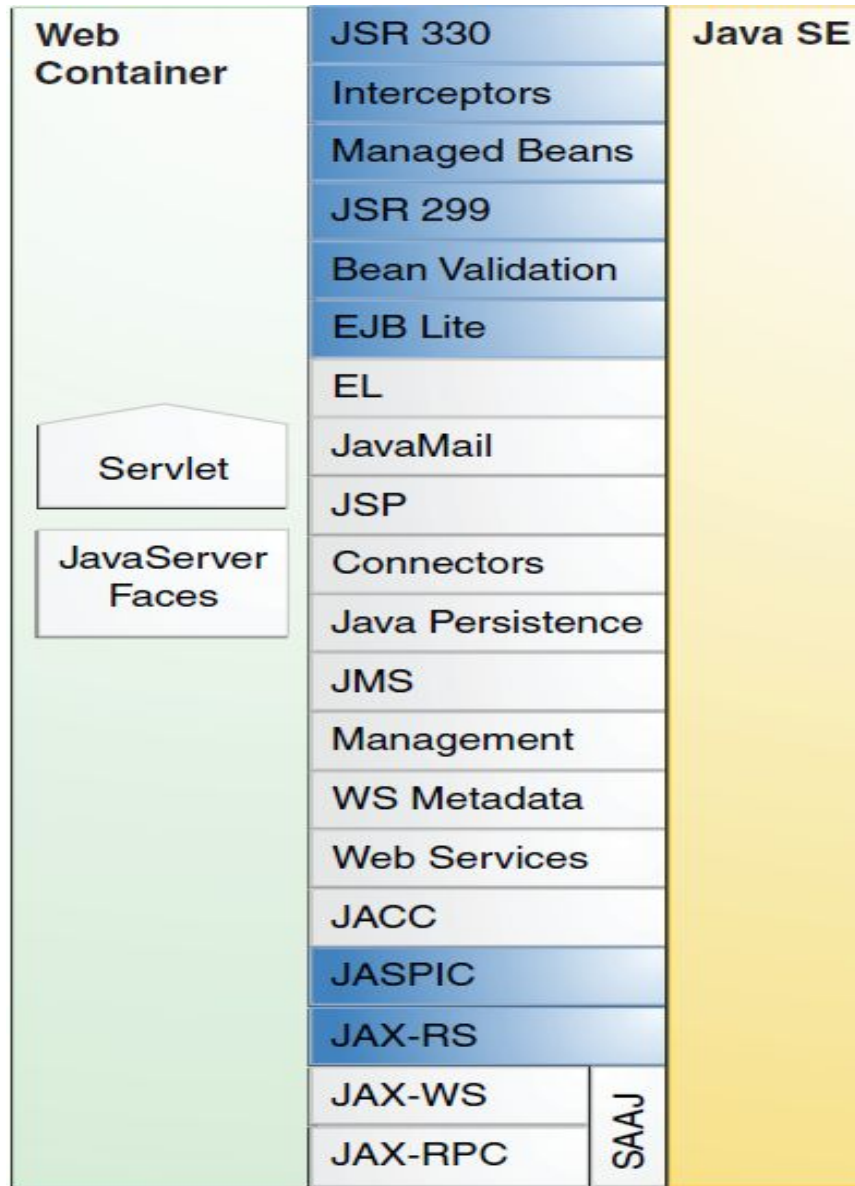 Web
Container
Servlet
JavaServer
Faces
JSR 330
Interceptors
Managed Beans
JSR 299
Bean Validation
EJB Lite
EL
JavaMail
JSP
Connectors
Java Persistence
JMS
Management
WS Metadata
Web Services
JACC
JASPIC
JAX-RS
JAX-WS
JAX-RPC
SAAJ
Java SE